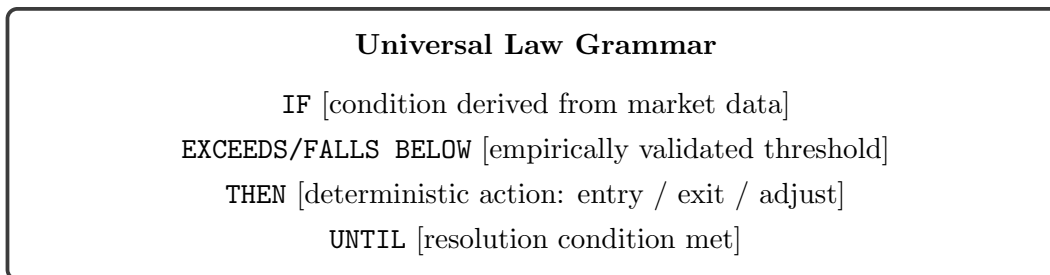 Universal Law Grammar
IF [condition derived from market data]
EXCEEDS/FALLS BELOW [empirically validated threshold]
THEN [deterministic action: entry / exit / adjust]
UNTIL [resolution condition met]